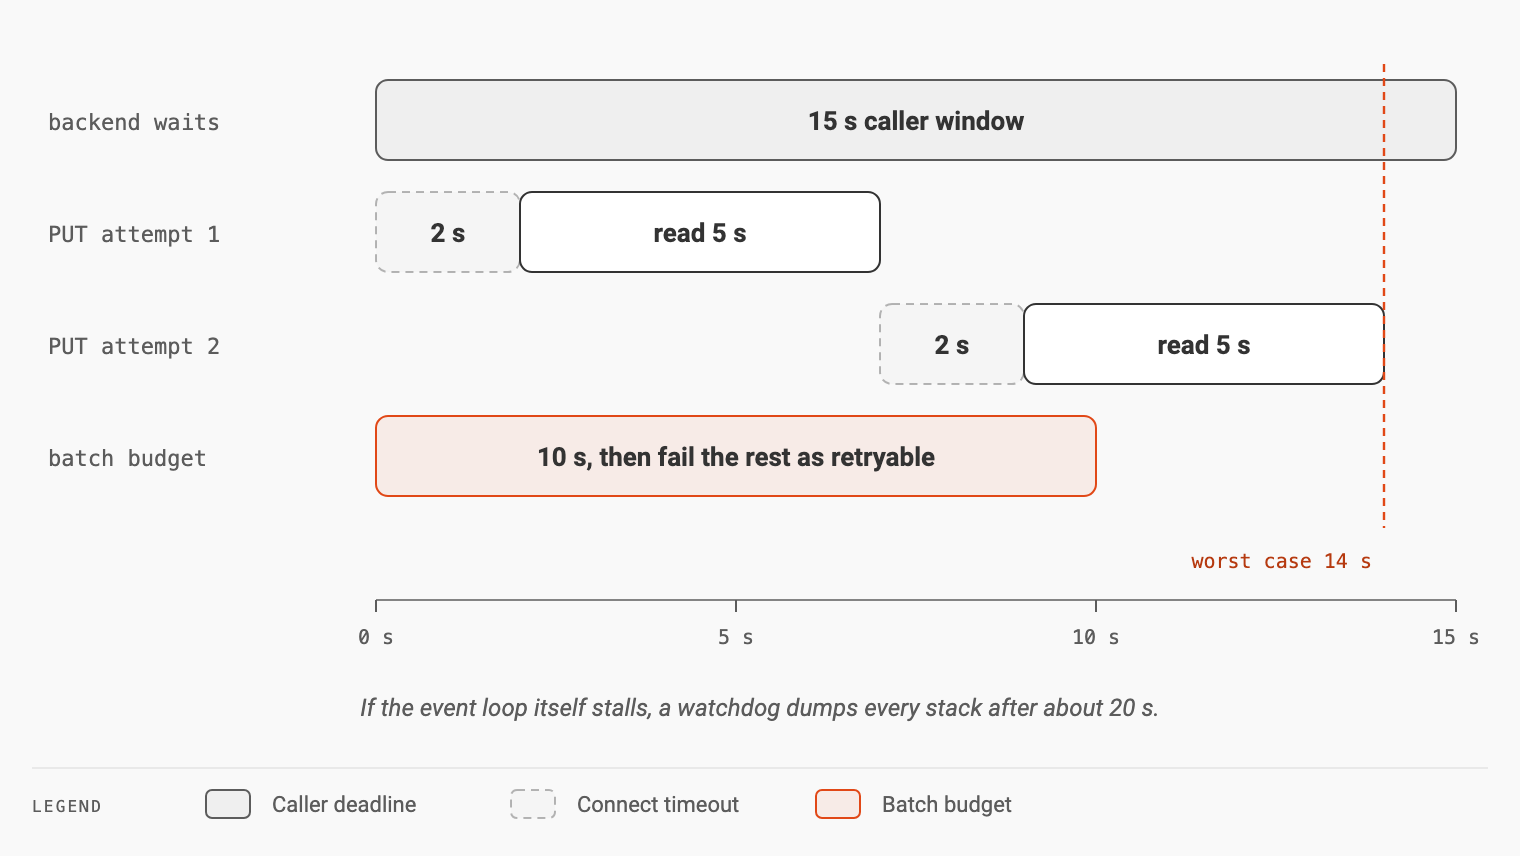 backend waits
15 s caller window
PUT attempt 1
2 s
read 5 s
PUT attempt 2
2 s
read 5 s
batch budget
10 s, then fail the rest as retryable
worst case 14 s
0 s
5 s
10 s
15 s
If the event loop itself stalls, a watchdog dumps every stack after about 20 s.
LEGEND
Caller deadline
Connect timeout
Batch budget